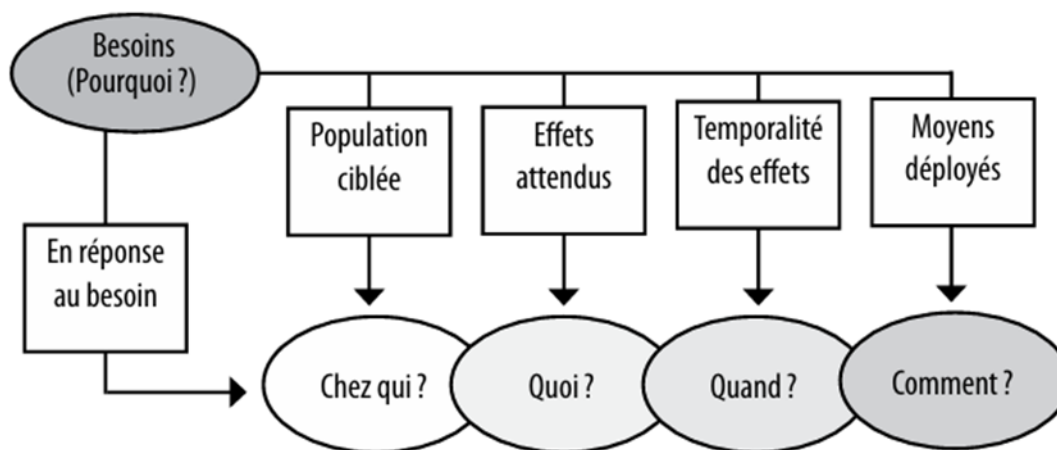 Besoins
(Pourquoi ?)
Population
ciblée
Effets
attendus
Temporalité
des effets
Moyens
déployés
En réponse
au besoin
Chez qui ?
Quoi ?
Quand ?
Comment ?